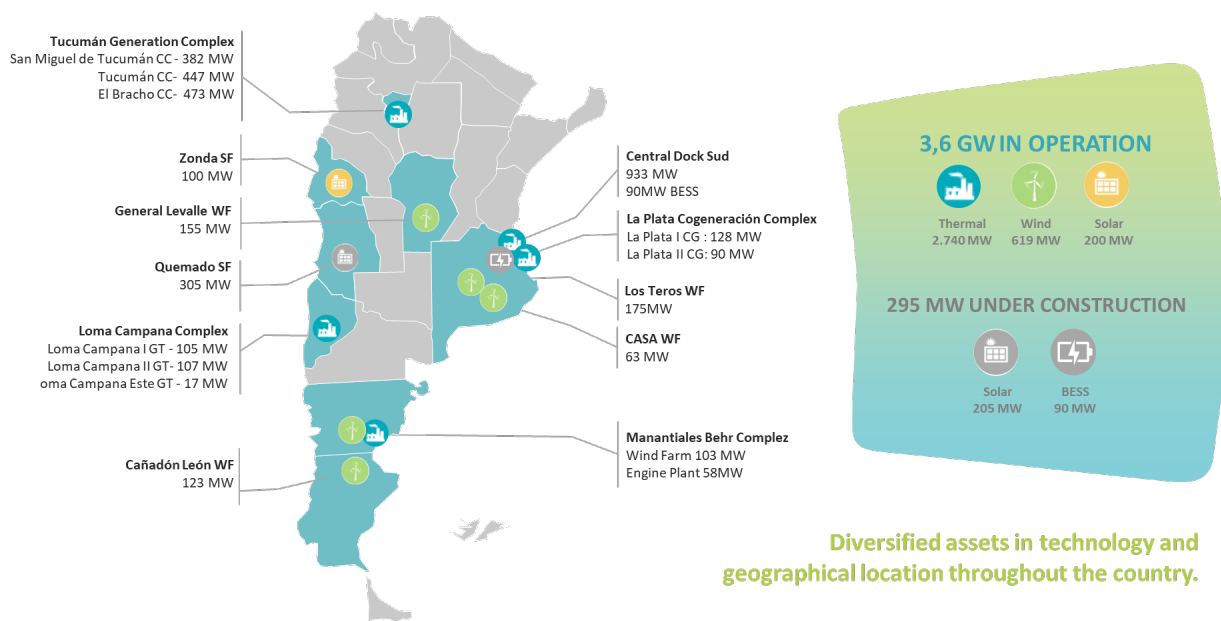 Tucumán Generation Complex
San Miguel de Tucumán CC - 382 MW
Tucumán CC- 447 MW
El Bracho CC- 473 MW
Zonda SF
100 MW
General Levalle WF
155 MW
Quemado SF
305 MW
Loma Campana Complex
Loma Campana I GT - 105 MW
Loma Campana II GT- 107 MW
oma Campana Este GT - 17 MW
Cañadón León WF
123 MW
Central Dock Sud
933 MW
90MW BESS
La Plata Cogeneración Complex
La Plata I CG : 128 MW
La Plata II CG: 90 MW
Los Teros WF
175MW
CASA WF
63 MW
Manantiales Behr Complez
Wind Farm 103 MW
Engine Plant 58MW
3,6 GW IN OPERATION
Thermal Wind Solar
2.740 MW 619 MW 200 MW
295 MW UNDER CONSTRUCTION
Solar BESS
205 MW 90 MW
Diversified assets in technology and
geographical location throughout the country.